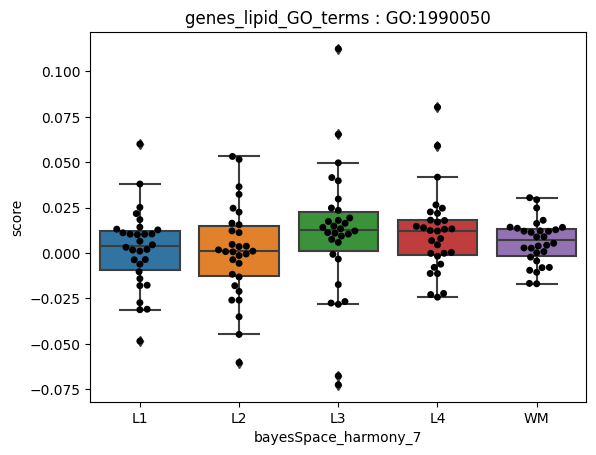 genes_lipid_GO_terms : GO:1990050
0.100
0.075
0.050
0.025
0.000
−0.025
−0.050
−0.075
score
L1 L2 L3 L4 WM
bayesSpace_harmony_7